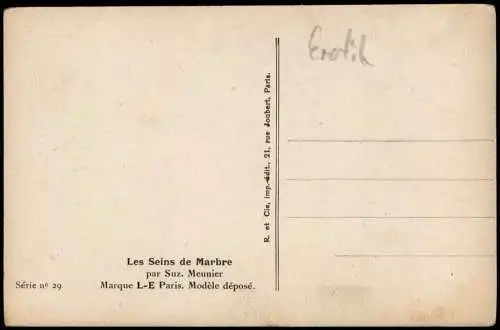 Erotik
R. et Cie, imp.-édit., 21, rue Joubert, Paris.
Les Seins de Marbre
par Suz. Meunier
Marque L-E Paris. Modèle déposé.
Série nº 29